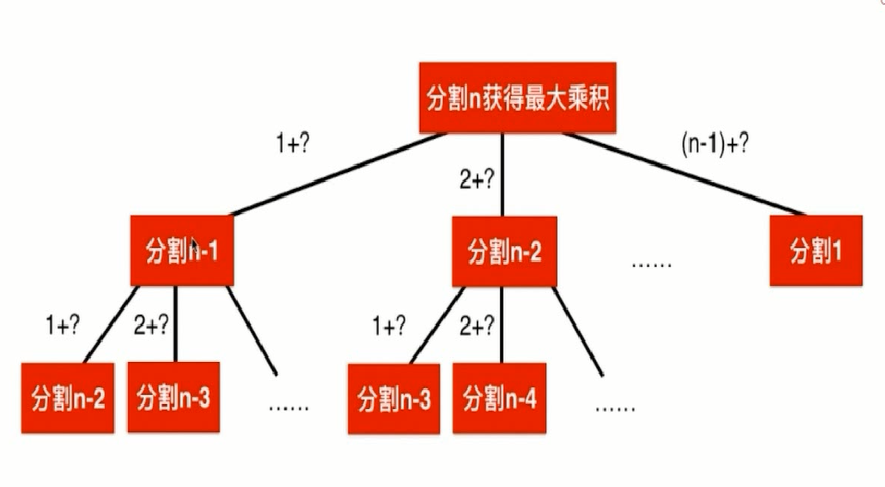 分割n获得最大乘积
1+?
2+?
(n-1)+?
分割n-1
分割n-2
......
分割1
1+?
2+?
1+?
2+?
分割n-2
分割n-3
......
分割n-3
分割n-4
......